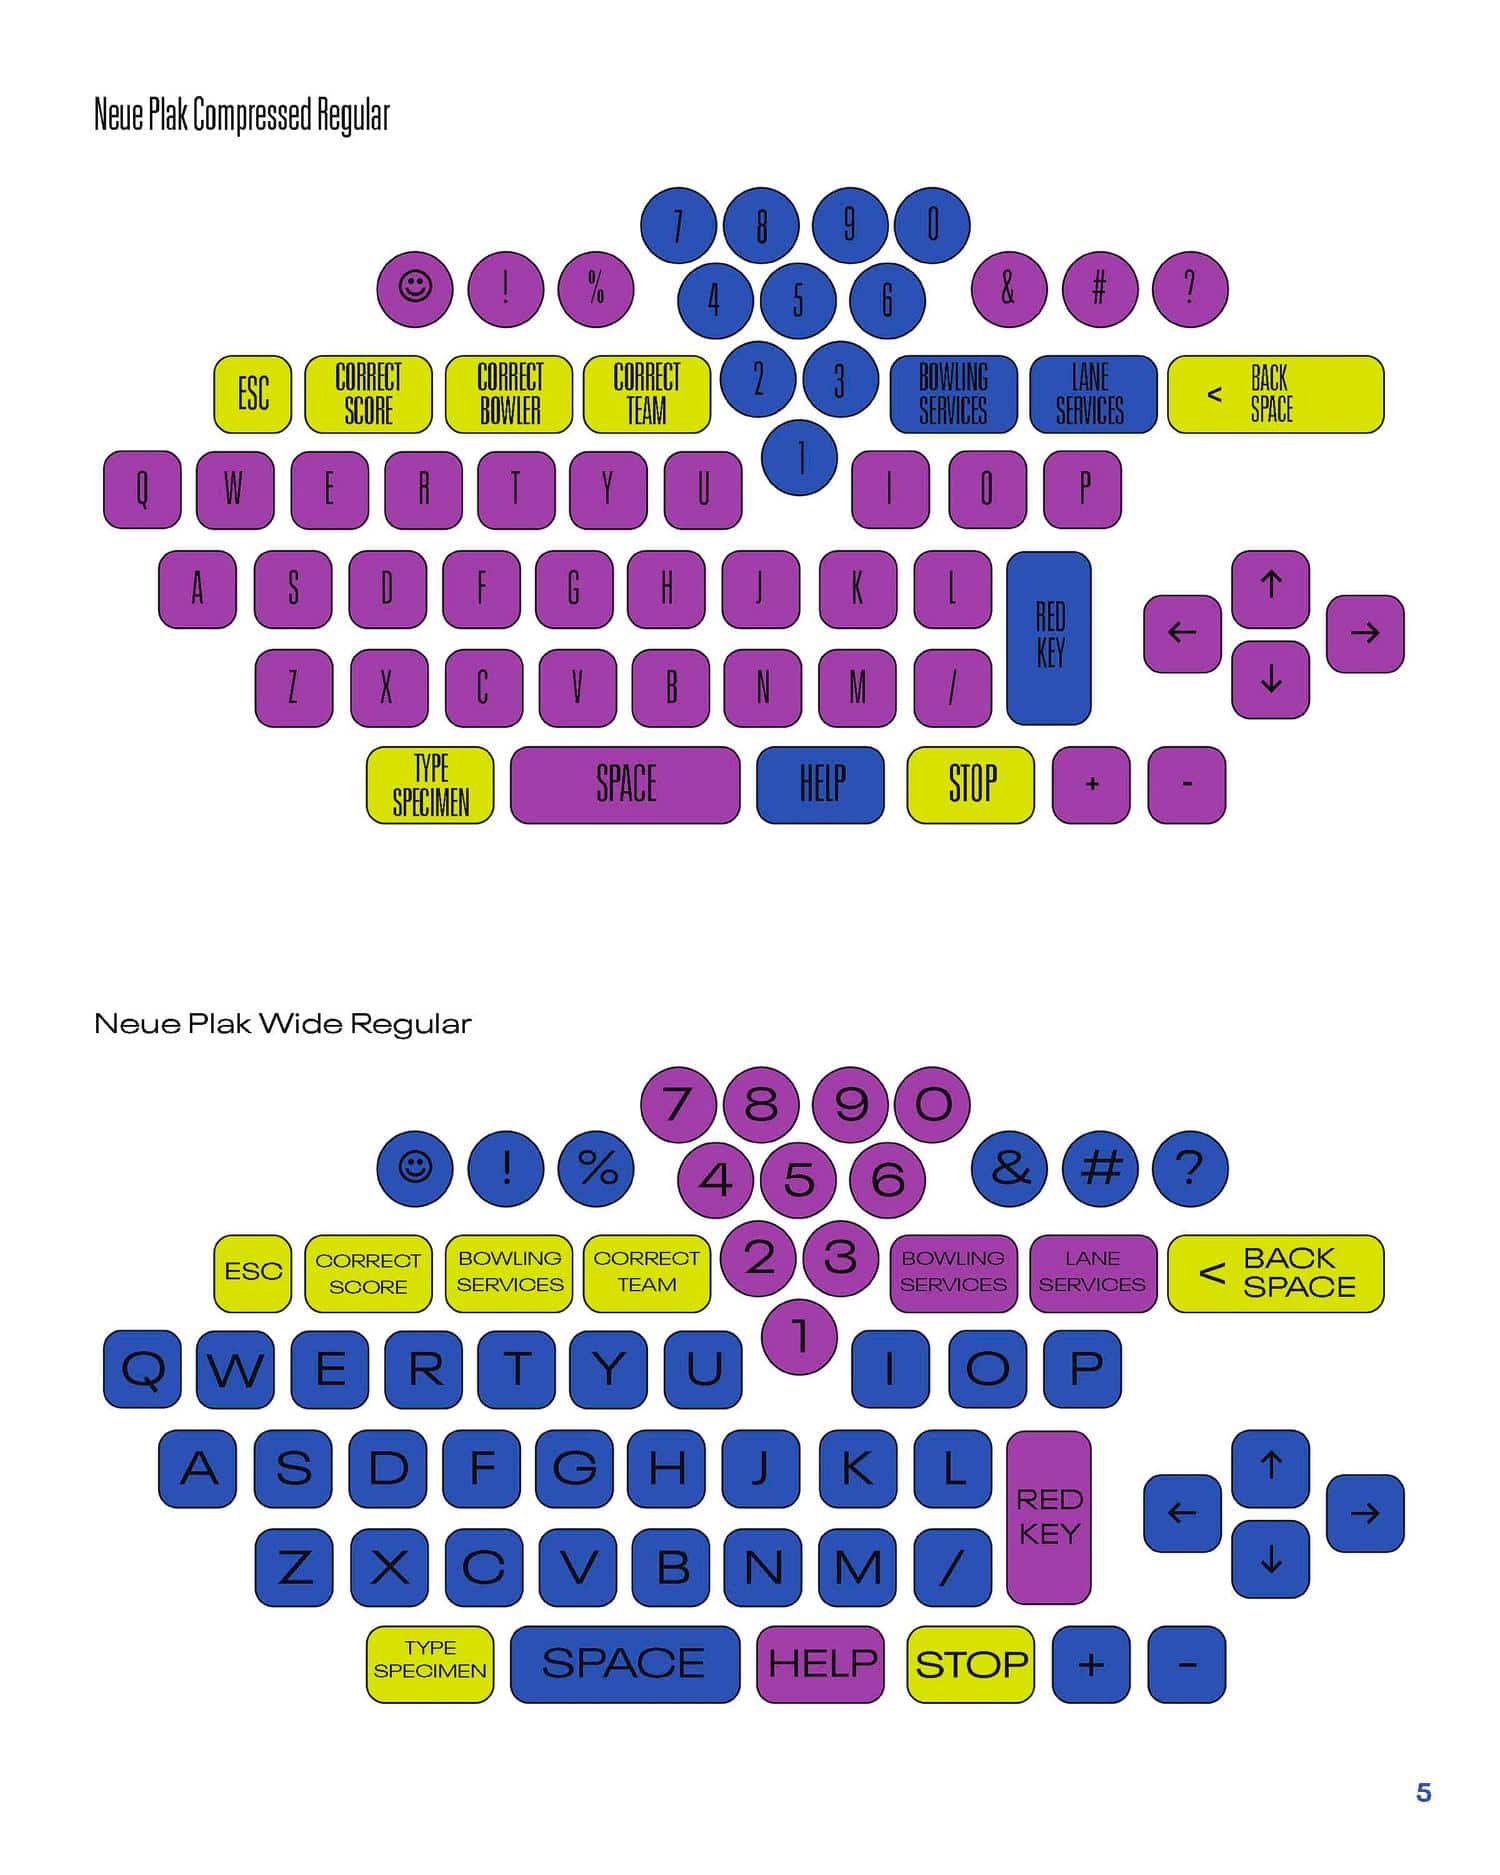 Neue Plak Compressed Regular
7 8 9 0
☺ ! % 4 5 6 & # ?
ESC CORRECT SCORE CORRECT BOWLER CORRECT TEAM 2 3 BOWLING SERVICES LANE SERVICES < BACK SPACE
Q W E R T Y U 1 I O P
A S D F G H J K L RED KEY ← ↑ →
Z X C V B N M / ↓
TYPE SPECIMEN SPACE HELP STOP + -
Neue Plak Wide Regular
7 8 9 0
☺ ! % 4 5 6 & # ?
ESC CORRECT SCORE BOWLING SERVICES CORRECT TEAM 2 3 BOWLING SERVICES LANE SERVICES < BACK SPACE
Q W E R T Y U 1 I O P
A S D F G H J K L RED KEY ← ↑ →
Z X C V B N M / ↓
TYPE SPECIMEN SPACE HELP STOP + -
5